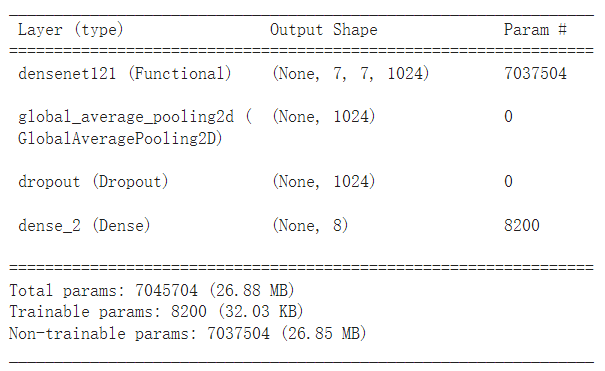 Layer (type) Output Shape Param #
densenet121 (Functional) (None, 7, 7, 1024) 7037504
global_average_pooling2d ( (None, 1024) 0
GlobalAveragePooling2D)
dropout (Dropout) (None, 1024) 0
dense_2 (Dense) (None, 8) 8200
Total params: 7045704 (26.88 MB)
Trainable params: 8200 (32.03 KB)
Non-trainable params: 7037504 (26.85 MB)